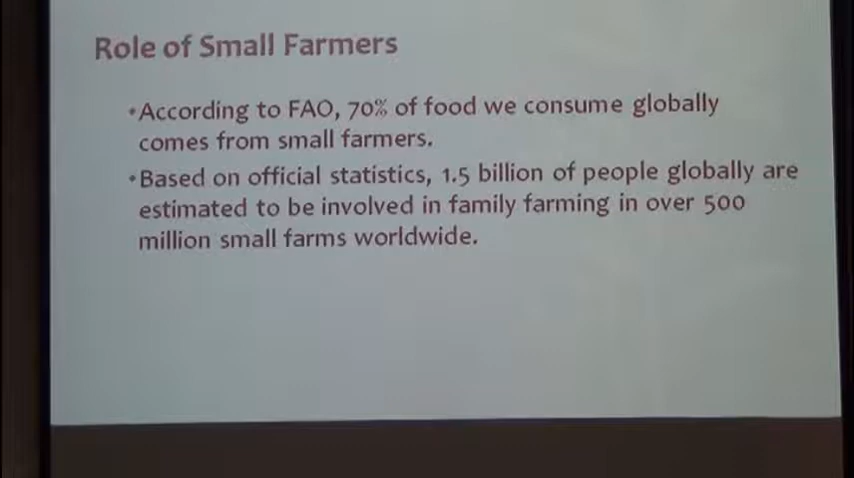 Role of Small Farmers
•According to FAO, 70% of food we consume globally
comes from small farmers.
•Based on official statistics, 1.5 billion of people globally are
estimated to be involved in family farming in over 500
million small farms worldwide.